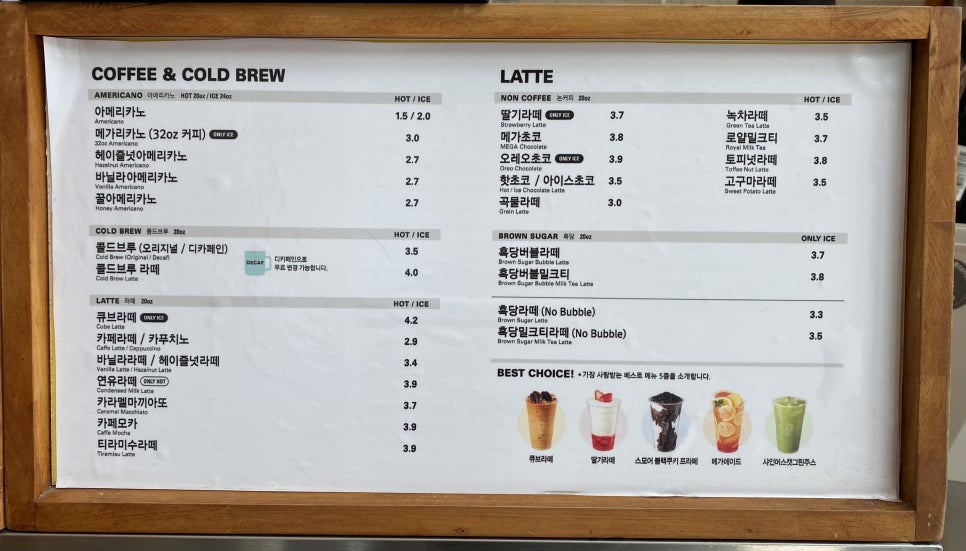 COFFEE & COLD BREW
AMERICANO 아메리카노 HOT 20oz / ICE 24oz HOT / ICE
아메리카노 1.5 / 2.0
Americano
메가리카노 (32oz 커피) ONLY ICE 3.0
32oz Americano
헤이즐넛아메리카노 2.7
Hazelnut Americano
바닐라아메리카노 2.7
Vanilla Americano
꿀아메리카노 2.7
Honey Americano
COLD BREW 콜드브루 20oz HOT / ICE
콜드브루 (오리지널 / 디카페인) 3.5
Cold Brew (Original / Decaf)
콜드브루 라떼 4.0
Cold Brew Latte
DECAF
디카페인으로
무료 변경 가능합니다.
LATTE 라떼 20oz HOT / ICE
큐브라떼 ONLY ICE 4.2
Cube Latte
카페라떼 / 카푸치노 2.9
Caffe Latte / Cappuccino
바닐라라떼 / 헤이즐넛라떼 3.4
Vanilla Latte / Hazelnut Latte
연유라떼 ONLY HOT 3.9
Condensed Milk Latte
카라멜마끼아또 3.7
Caramel Macchiato
카페모카 3.9
Caffe Mocha
티라미수라떼 3.9
Tiramisu Latte
LATTE
NON COFFEE 논커피 20oz HOT / ICE
딸기라떼 ONLY ICE 3.7
Strawberry Latte
메가초코 3.8
MEGA Chocolate
오레오초코 ONLY ICE 3.9
Oreo Chocolate
핫초코 / 아이스초코 3.5
Hot / Ice Chocolate Latte
곡물라떼 3.0
Grain Latte
녹차라떼 3.5
Green Tea Latte
로얄밀크티 3.7
Royal Milk Tea
토피넛라떼 3.8
Toffee Nut Latte
고구마라떼 3.5
Sweet Potato Latte
BROWN SUGAR 흑당 20oz ONLY ICE
흑당버블라떼 3.7
Brown Sugar Bubble Latte
흑당버블밀크티 3.8
Brown Sugar Bubble Milk Tea Latte
흑당라떼 (No Bubble) 3.3
Brown Sugar Latte
흑당밀크티라떼 (No Bubble) 3.5
Brown Sugar Milk Tea Latte
BEST CHOICE! • 가장 사랑받는 베스트 메뉴 5종을 소개합니다.
큐브라떼 딸기라떼 스모어 블랙쿠키 프라페 메가에이드 샤인머스캣그린주스